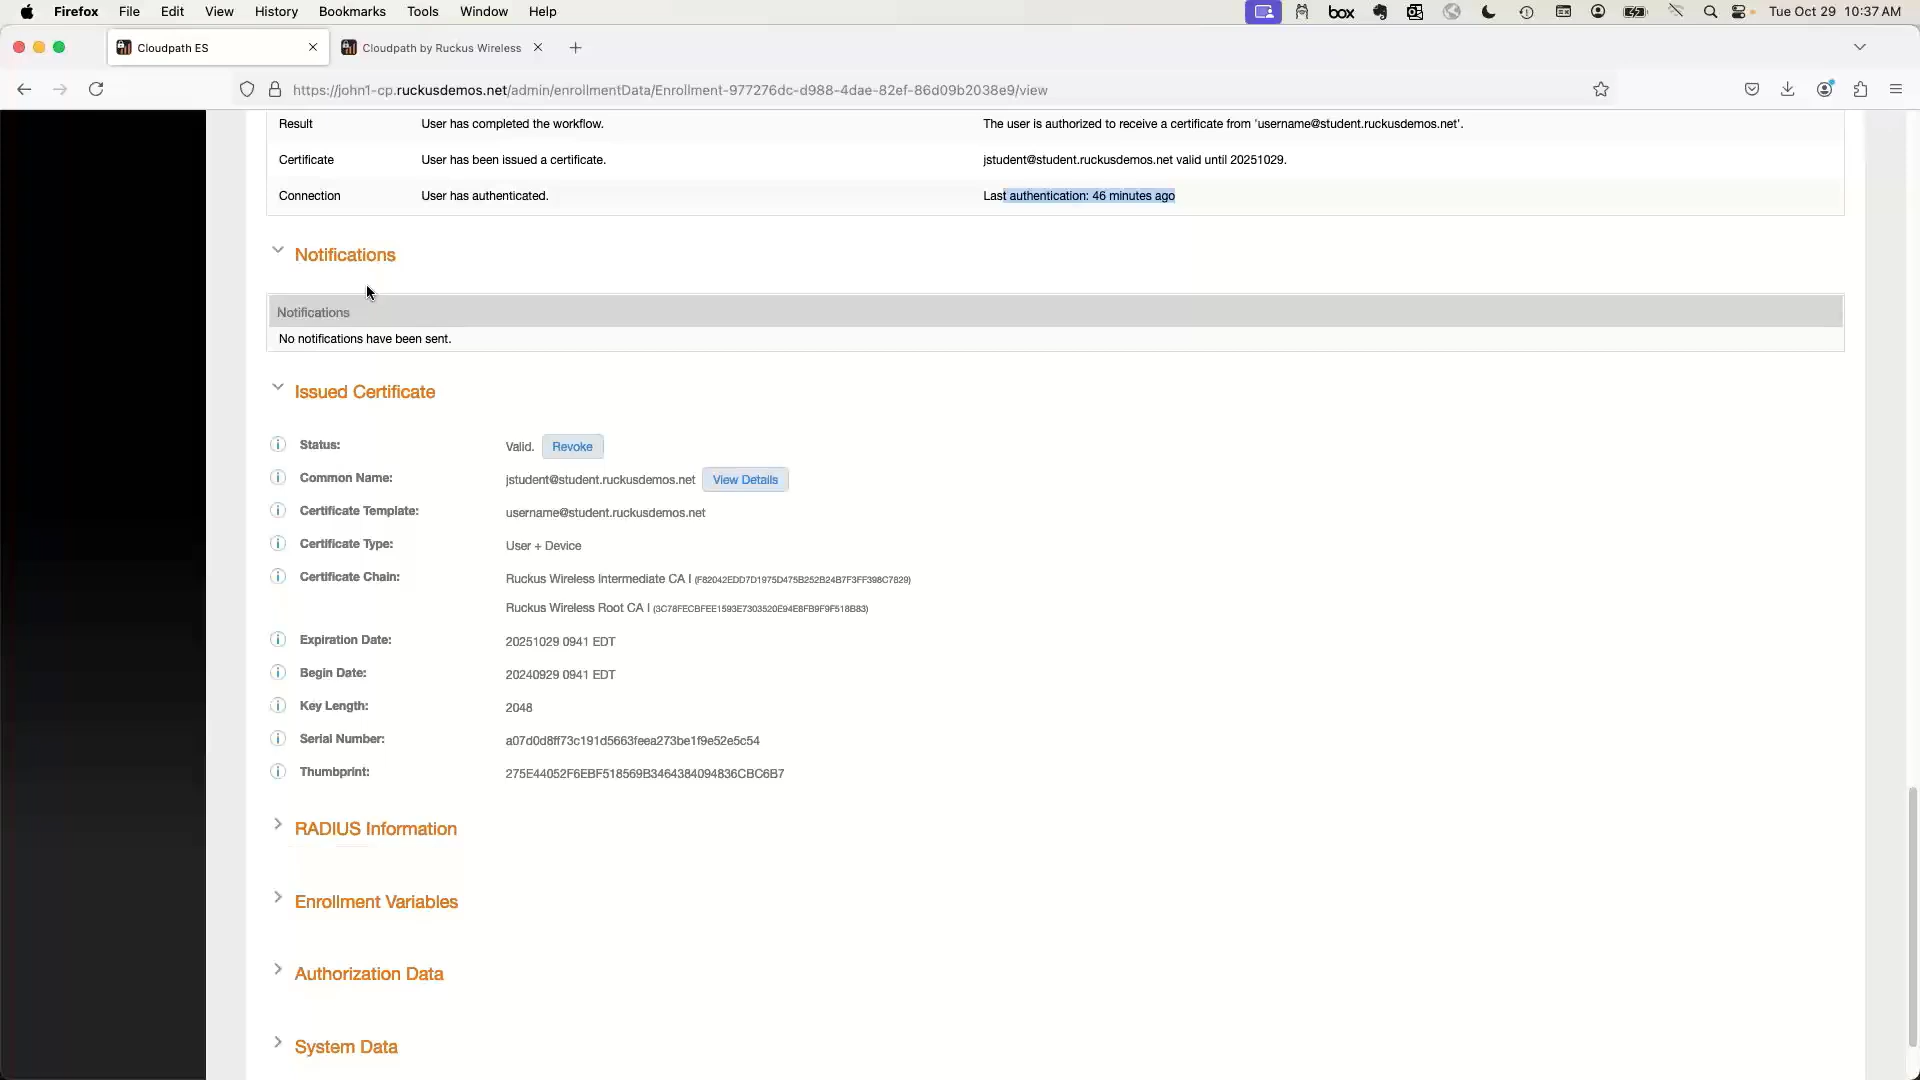 Firefox File Edit View History Bookmarks Tools Window Help box Tue Oct 29 10:37 AM
Cloudpath ES Cloudpath by Ruckus Wireless
https://john1-cp.ruckusdemos.net/admin/enrollmentData/Enrollment-977276dc-d988-4dae-82ef-86d09b2038e9/view
Result User has completed the workflow. The user is authorized to receive a certificate from 'username@student.ruckusdemos.net'.
Certificate User has been issued a certificate. jstudent@student.ruckusdemos.net valid until 20251029.
Connection User has authenticated. Last authentication: 46 minutes ago
Notifications
Notifications
No notifications have been sent.
Issued Certificate
Status: Valid. Revoke
Common Name: jstudent@student.ruckusdemos.net View Details
Certificate Template: username@student.ruckusdemos.net
Certificate Type: User + Device
Certificate Chain: Ruckus Wireless Intermediate CA I (F82042EDD7D1975D475B252B24B7F3FF398C7829)
Ruckus Wireless Root CA I (3C78FECBFEE1593E7303520E94E8FB9F9F518B83)
Expiration Date: 20251029 0941 EDT
Begin Date: 20240929 0941 EDT
Key Length: 2048
Serial Number: a07d0d8ff73c191d5663feea273be1f9e52e5c54
Thumbprint: 275E44052F6EBF518569B3464384094836CBC6B7
RADIUS Information
Enrollment Variables
Authorization Data
System Data